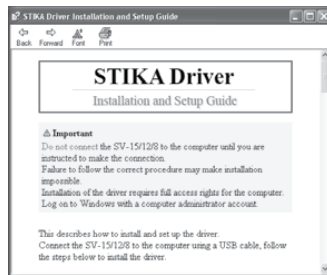 STIKA Driver Installation and Setup Guide
Back Forward Font Print
STIKA Driver
Installation and Setup Guide
Important
Do not connect the SV-15/12/8 to the computer until you are
instructed to make the connection.
Failure to follow the correct procedure may make installation
impossible.
Installation of the driver requires full access rights for the computer.
Log on to Windows with a computer administrator account.
This describes how to install and set up the driver.
Connect the SV-15/12/8 to the computer using a USB cable, follow
the steps below to install the driver.